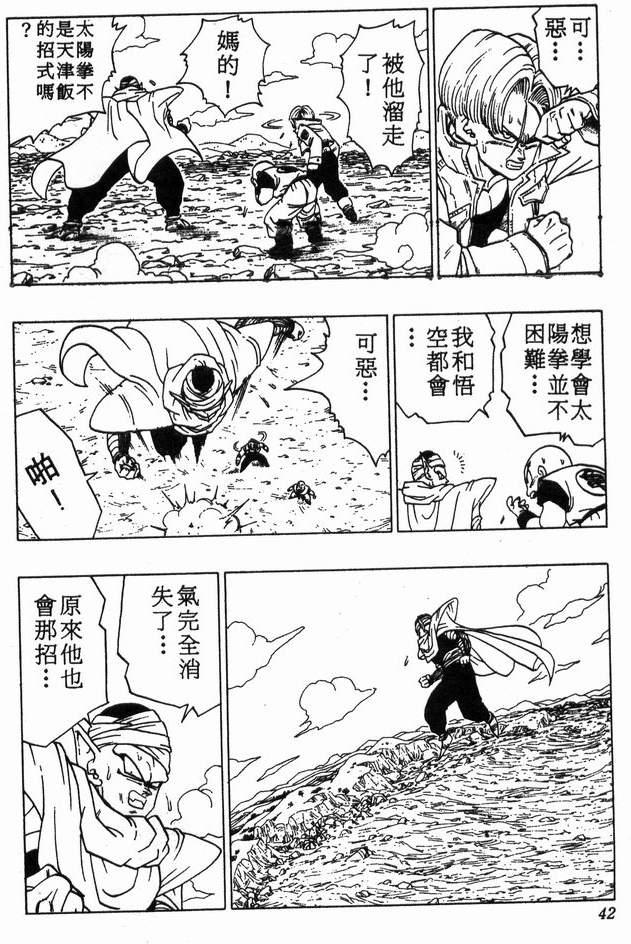 可…
惡…
被他溜走
了！
媽的！
太陽拳不
是天津飯
的招式嗎
？
想學會太
陽拳並不
困難…
我和悟
空都會
…
可惡…
啪！
氣完全消
失了…
原來他也
會那招…
42